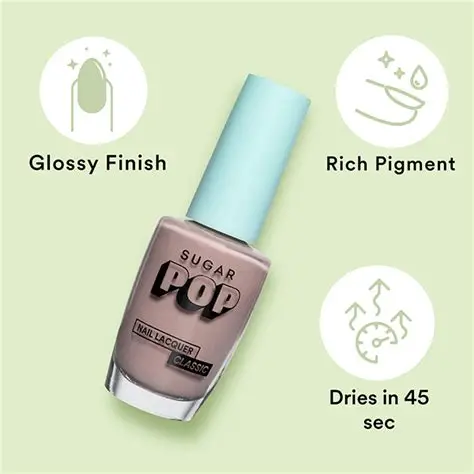 Glossy Finish
Rich Pigment
SUGAR
POP
NAIL LACQUER
CLASSIC
Dries in 45
sec